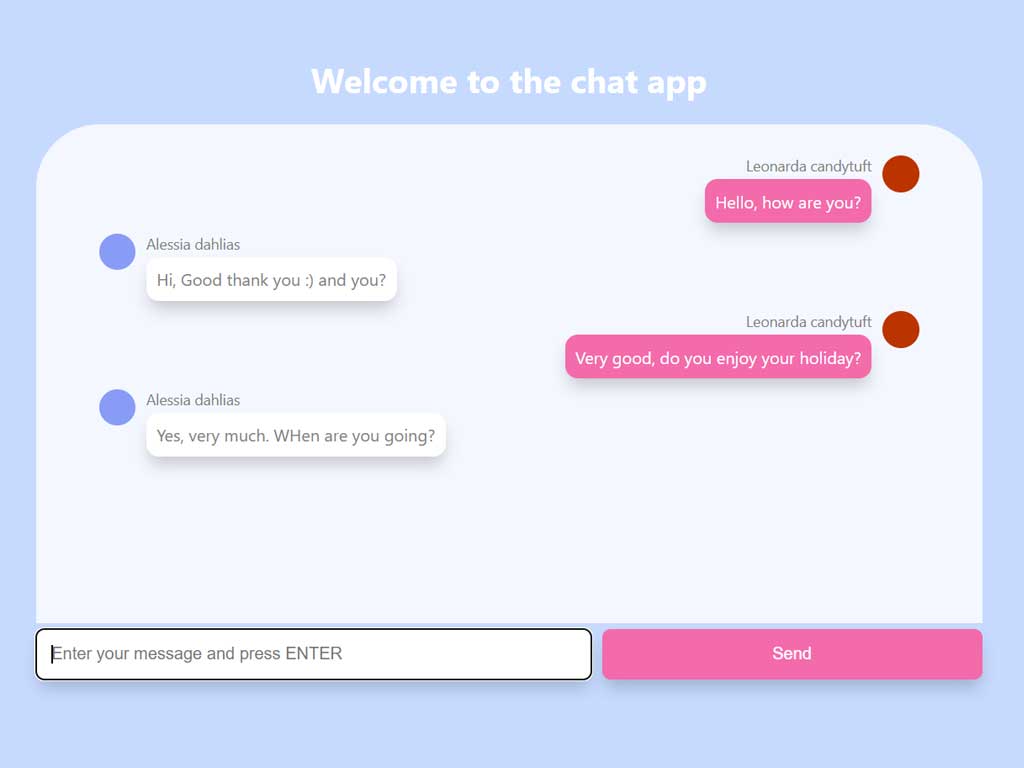 Welcome to the chat app
Leonarda candytuft
Hello, how are you?
Alessia dahlias
Hi, Good thank you :) and you?
Leonarda candytuft
Very good, do you enjoy your holiday?
Alessia dahlias
Yes, very much. WHen are you going?
Enter your message and press ENTER
Send